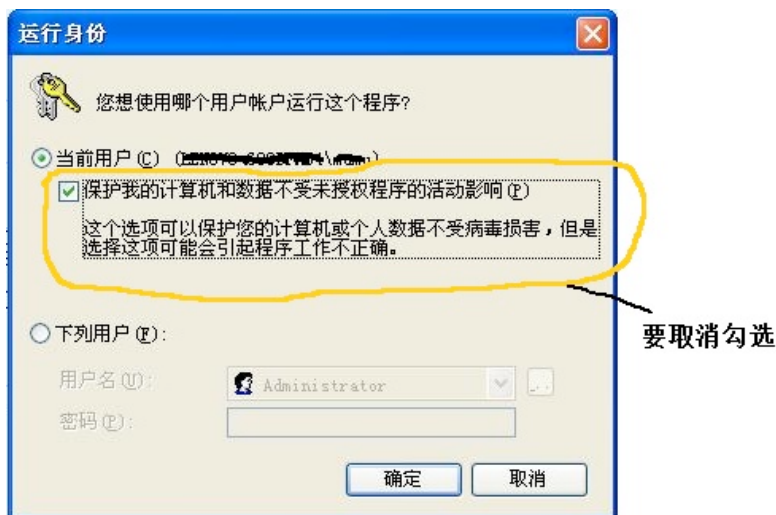 运行身份
您想使用哪个用户帐户运行这个程序?
当前用户(C)
保护我的计算机和数据不受未授权程序的活动影响(P)
这个选项可以保护您的计算机或个人数据不受病毒损害，但是
选择这项可能会引起程序工作不正确。
要取消勾选
下列用户(F):
用户名(U):
Administrator
密码(P):
确定
取消